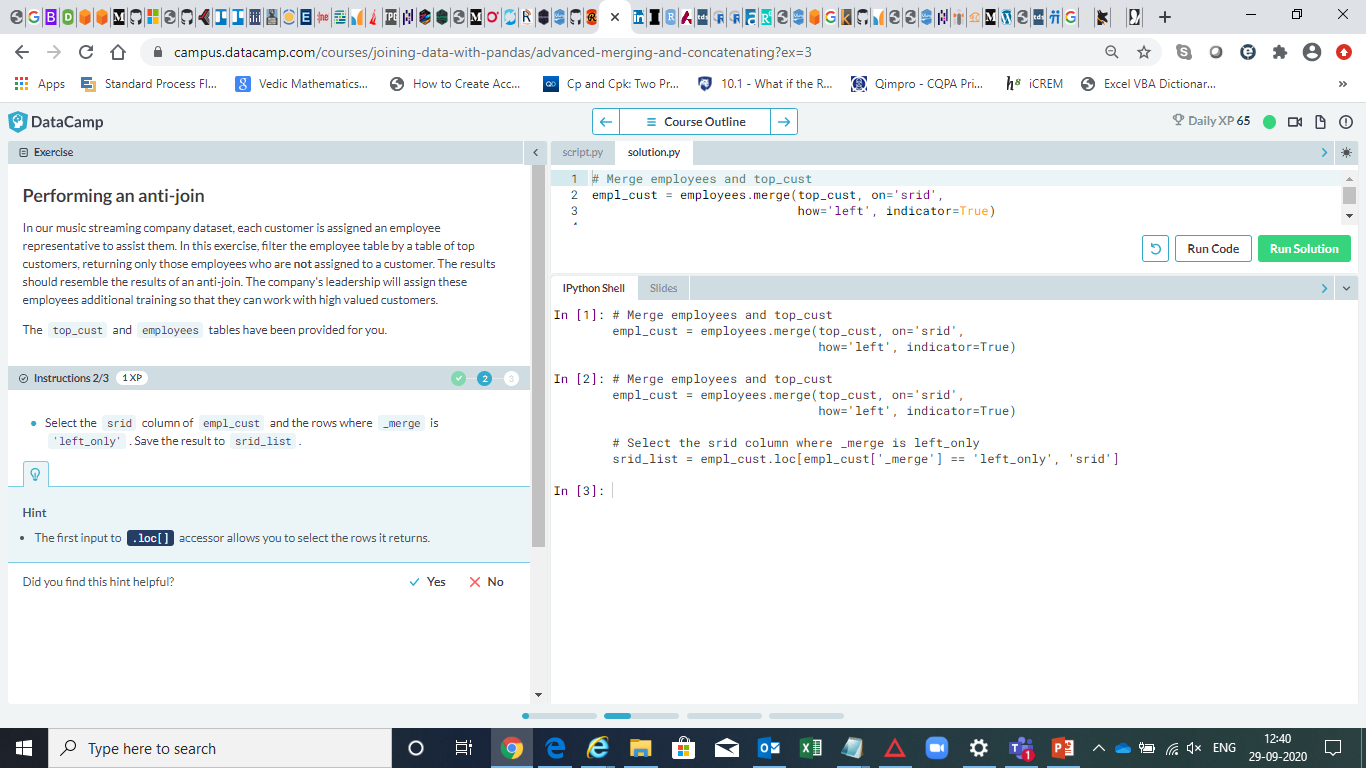 campus.datacamp.com/courses/joining-data-with-pandas/advanced-merging-and-concatenating?ex=3
Apps Standard Process Fl... Vedic Mathematics... How to Create Acc... Cp and Cpk: Two Pr... 10.1 - What if the R... Qimpro - CQPA Pri... iCREM Excel VBA Dictionar... »
DataCamp
Course Outline
Daily XP 65
Exercise
Performing an anti-join
In our music streaming company dataset, each customer is assigned an employee
representative to assist them. In this exercise, filter the employee table by a table of top
customers, returning only those employees who are not assigned to a customer. The results
should resemble the results of an anti-join. The company's leadership will assign these
employees additional training so that they can work with high valued customers.
The top_cust and employees tables have been provided for you.
Instructions 2/3 1 XP
2 3
Select the srid column of empl_cust and the rows where _merge is
'left_only' . Save the result to srid_list .
Hint
The first input to .loc[] accessor allows you to select the rows it returns.
Did you find this hint helpful? Yes No
script.py solution.py
1 # Merge employees and top_cust
2 empl_cust = employees.merge(top_cust, on='srid',
3 how='left', indicator=True)
Run Code Run Solution
IPython Shell Slides
In [1]: # Merge employees and top_cust
empl_cust = employees.merge(top_cust, on='srid',
how='left', indicator=True)
In [2]: # Merge employees and top_cust
empl_cust = employees.merge(top_cust, on='srid',
how='left', indicator=True)
# Select the srid column where _merge is left_only
srid_list = empl_cust.loc[empl_cust['_merge'] == 'left_only', 'srid']
In [3]:
Type here to search
ENG
12:40
29-09-2020